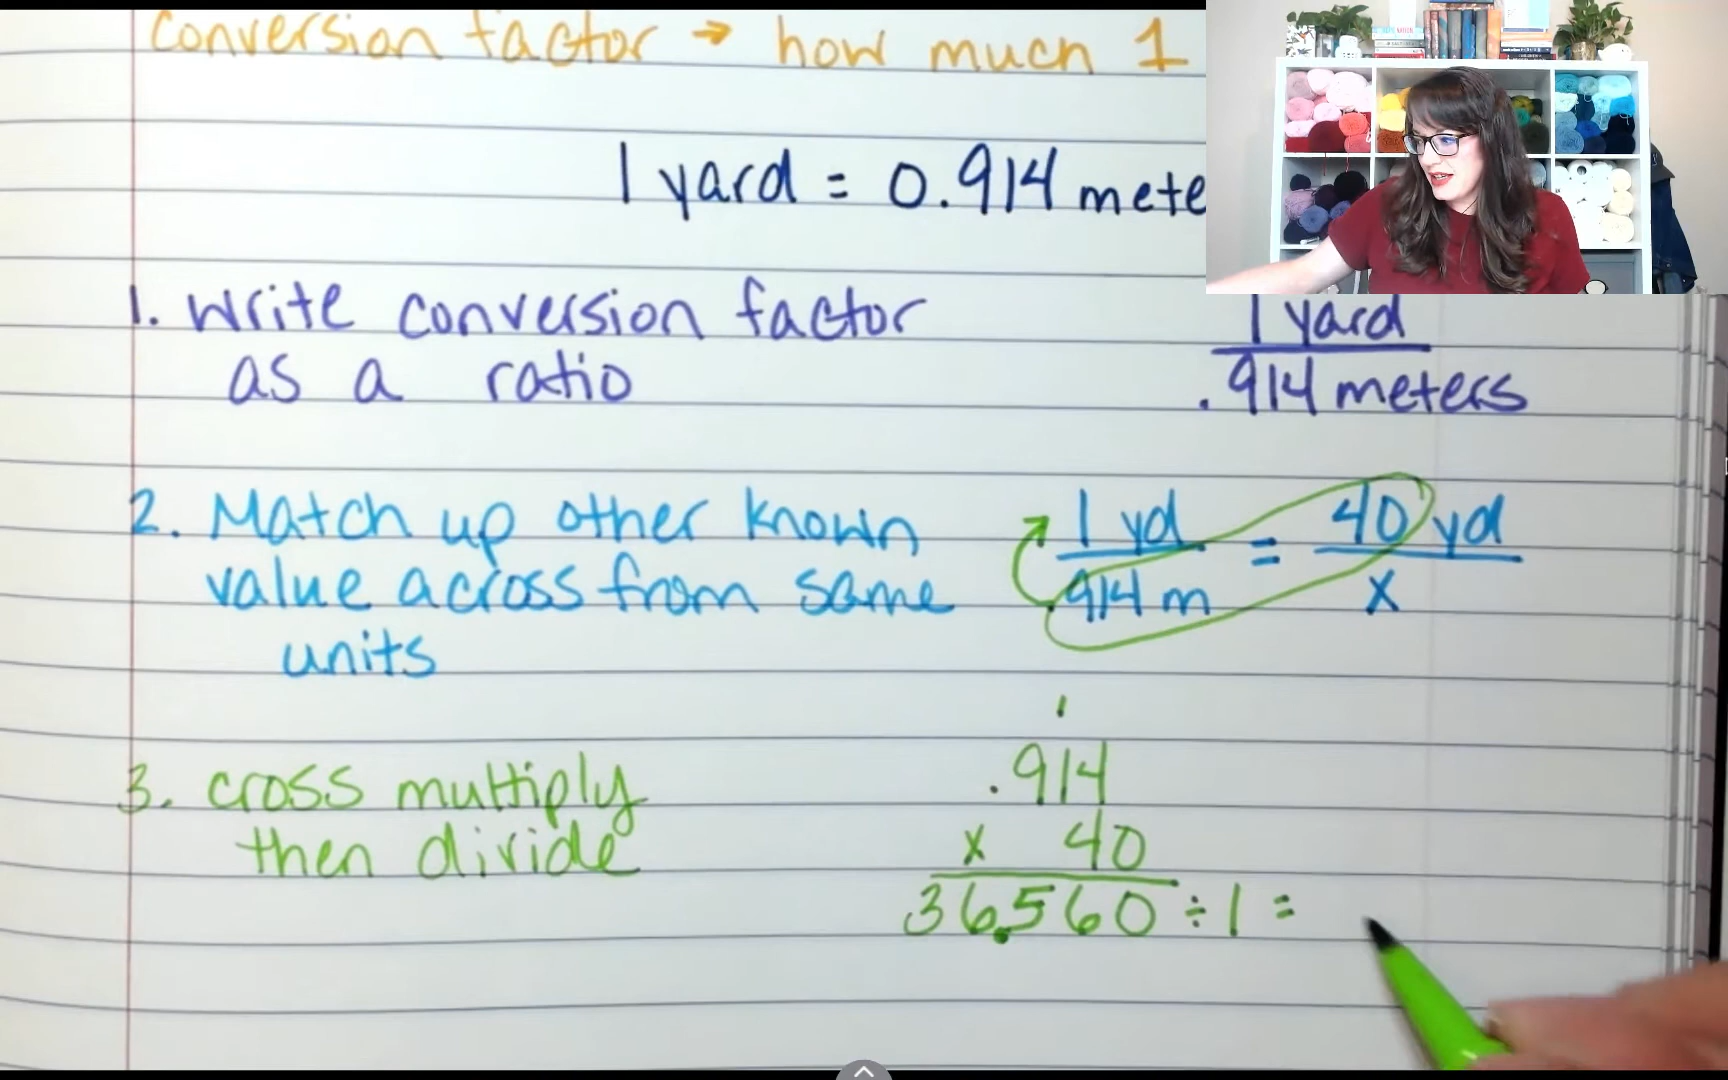 conversion factor → how much 1
1 yard = 0.914 mete
1. Write conversion factor
as a ratio
1 yard
.914 meters
2. Match up other known
value across from same
units
1 yd = 40 yd
.914 m x
3. cross multiply
then divide
1
.914
x 40
36.560 ÷ 1 =